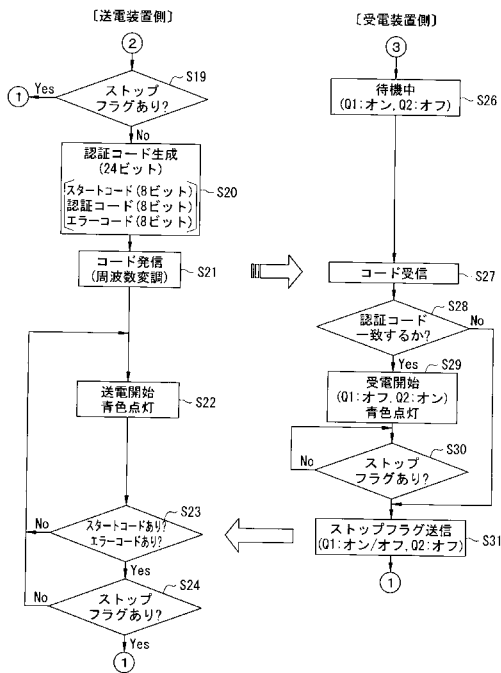 〔送電装置側〕
2
S19
Yes
1
ストップ
フラグあり?
No
認証コード生成
(24ビット)
スタートコード(8ビット)
認証コード(8ビット)
エラーコード(8ビット)
S20
コード発信
(周波数変調)
S21
送電開始
青色点灯
S22
S23
No
スタートコードあり?
エラーコードあり?
Yes
S24
No
ストップ
フラグあり?
Yes
1
〔受電装置側〕
3
待機中
(Q1:オン,Q2:オフ)
S26
コード受信
S27
S28
認証コード
一致するか?
No
Yes
S29
受電開始
(Q1:オフ,Q2:オン)
青色点灯
S30
No
ストップ
フラグあり?
Yes
ストップフラグ送信
(Q1:オン/オフ,Q2:オフ)
S31
1